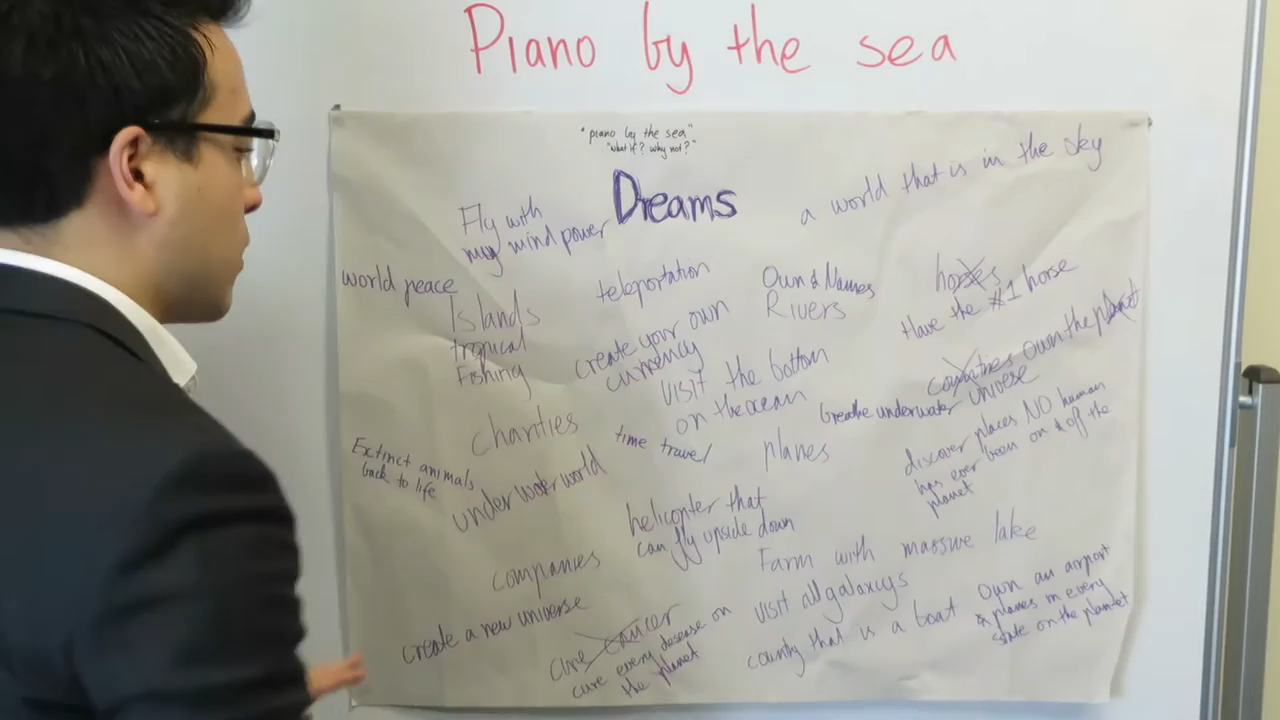 Piano by the sea
"piano by the sea"
"what if? why not?"
Dreams
a world that is in the sky
Fly with
my mind power
world peace
teleportation
Own & Names
Rivers
horses
Have the #1 horse
Islands
tropical
Fishing
create your own
currency
visit the bottom
on the ocean
countries own the planet
univese
breathe underwater
charities
time travel
planes
discover places NO human
has ever been on & off the
planet
Extinct animals
back to life
under water world
helicopter that
can fly upside down
Farm with massive lake
companies
visit all galaxys
Own an airport
& planes in every
state on the planet
create a new universe
cure cancer
cure every desease on
the planet
country that is a boat